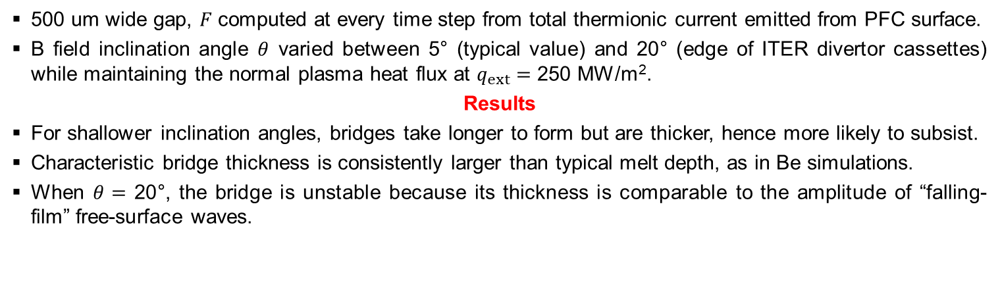 ▪ 500 um wide gap, F computed at every time step from total thermionic current emitted from PFC surface.
▪ B field inclination angle θ varied between 5° (typical value) and 20° (edge of ITER divertor cassettes)
while maintaining the normal plasma heat flux at qext = 250 MW/m².
Results
▪ For shallower inclination angles, bridges take longer to form but are thicker, hence more likely to subsist.
▪ Characteristic bridge thickness is consistently larger than typical melt depth, as in Be simulations.
▪ When θ = 20°, the bridge is unstable because its thickness is comparable to the amplitude of “falling-
film” free-surface waves.